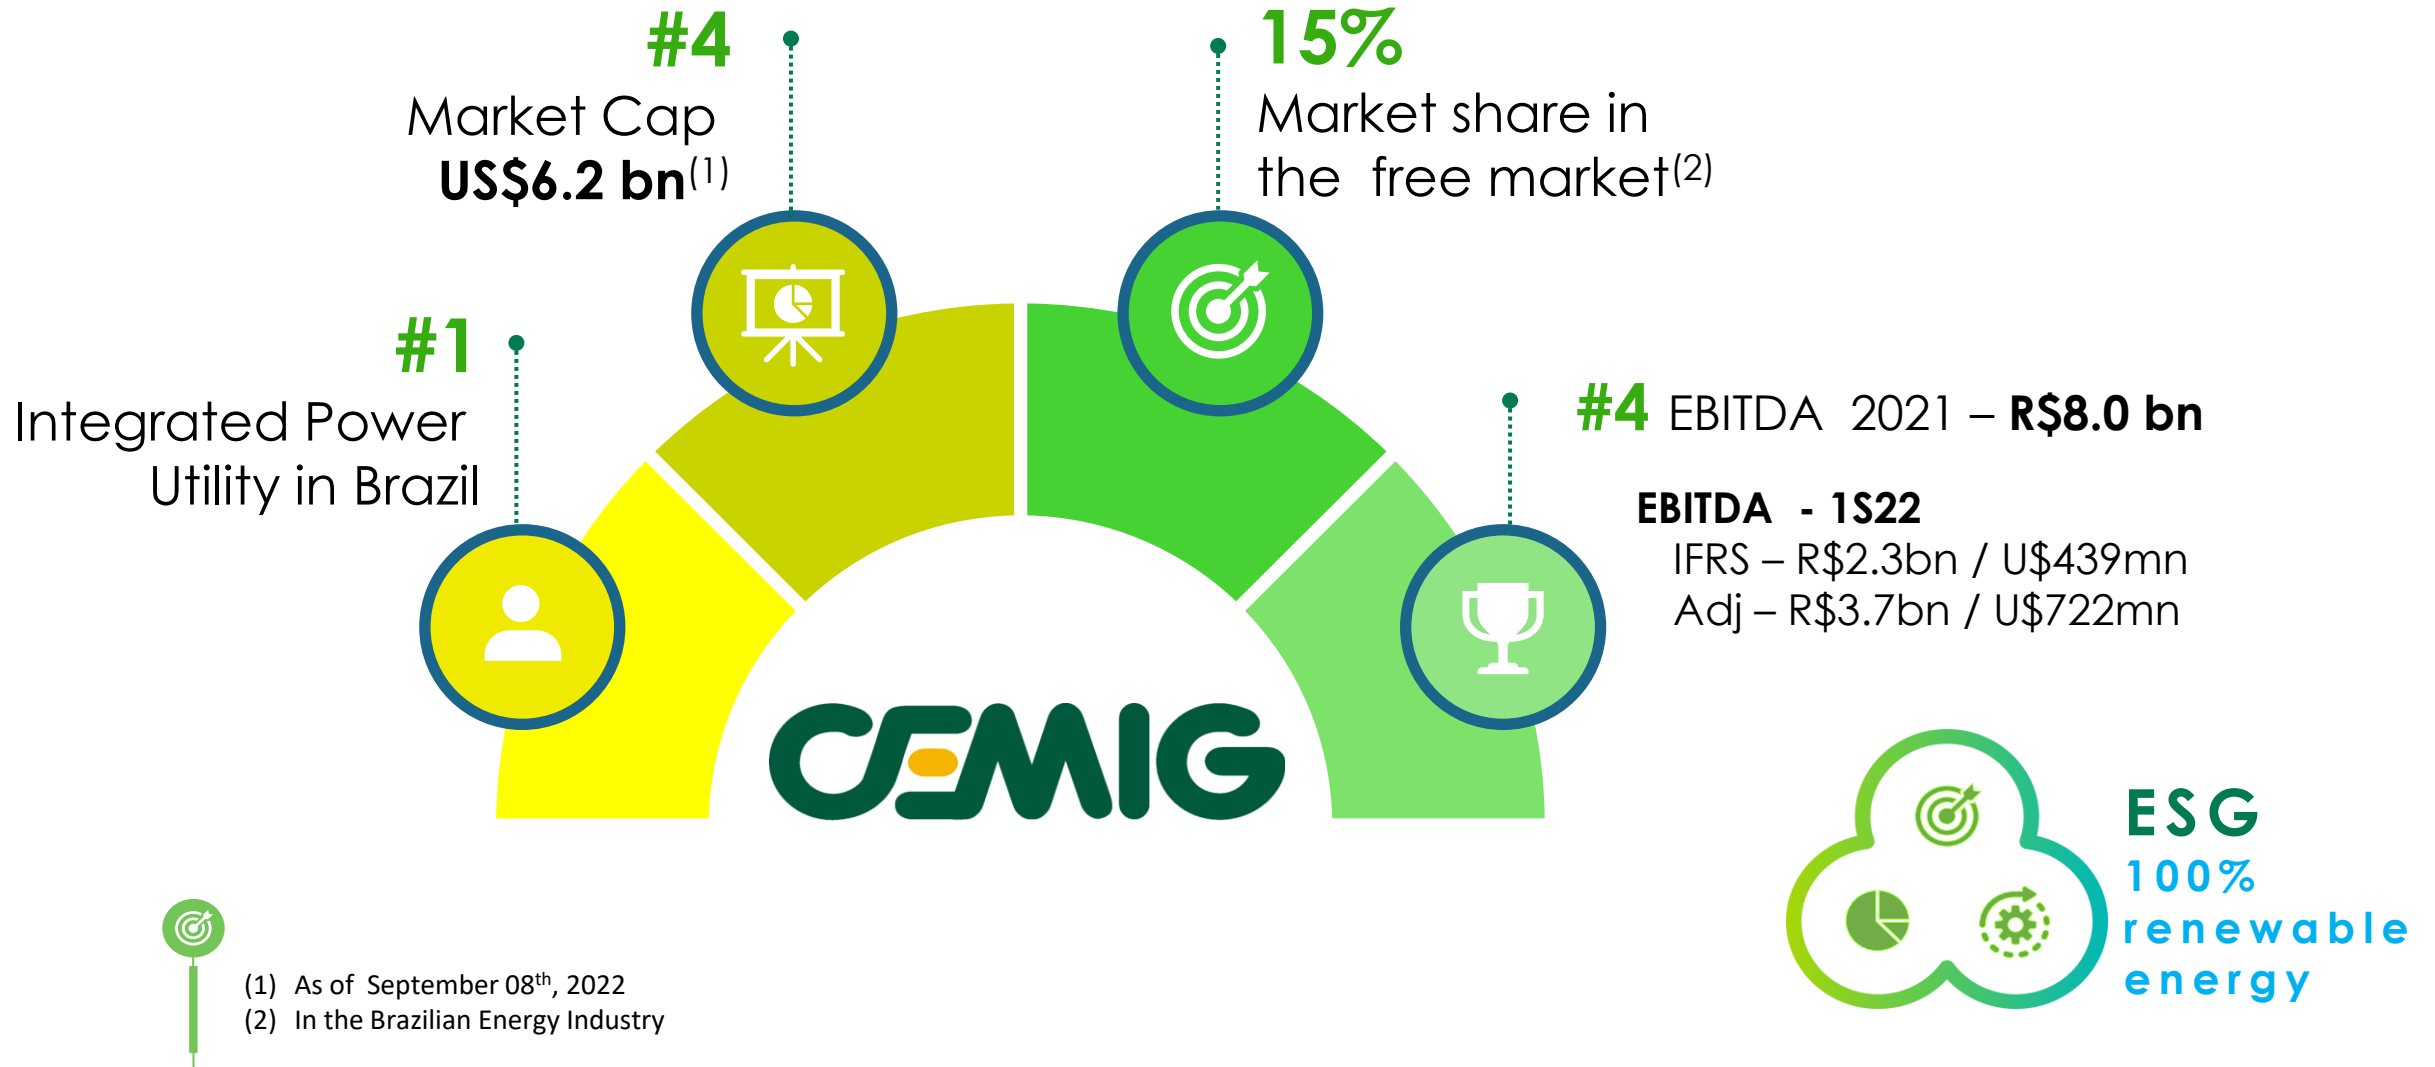 #4
Market Cap
US$6.2 bn(1)
15%
Market share in
the free market(2)
#1
Integrated Power
Utility in Brazil
#4 EBITDA 2021 – R$8.0 bn
EBITDA - 1S22
IFRS – R$2.3bn / U$439mn
Adj – R$3.7bn / U$722mn
CEMIG
ESG
100%
renewable
energy
(1) As of September 08th, 2022
(2) In the Brazilian Energy Industry